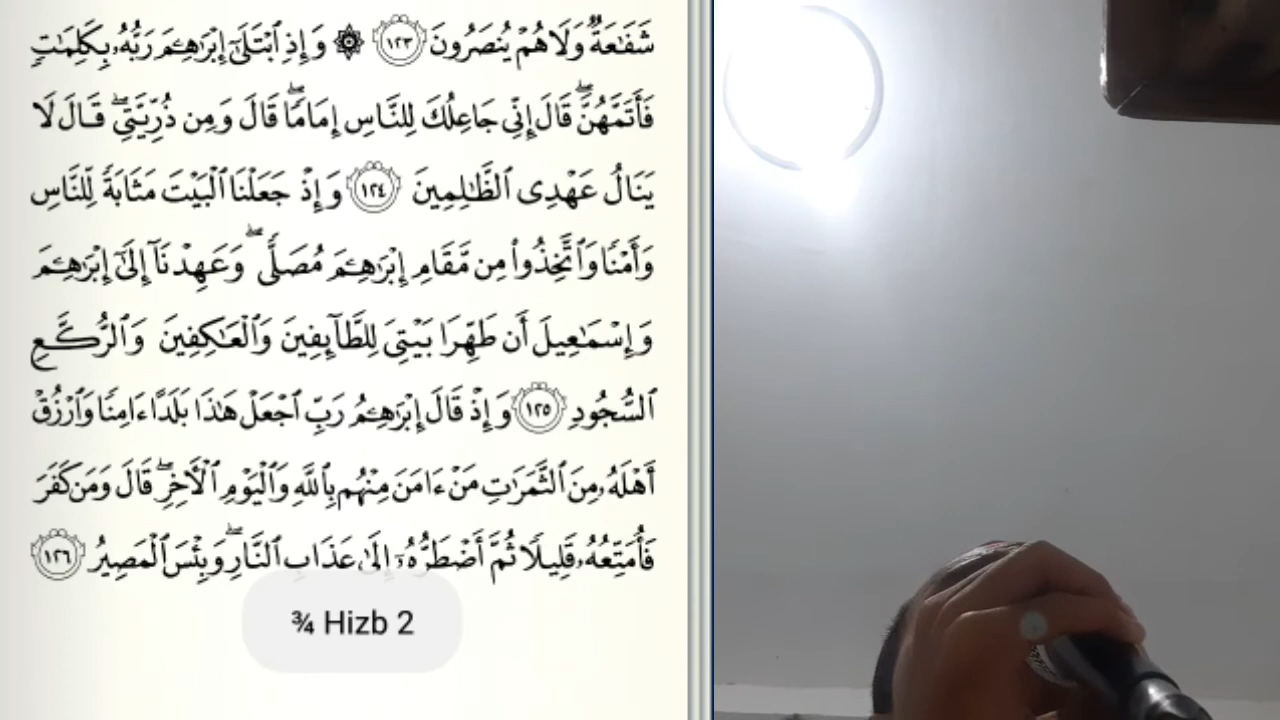 شَفَٰعَةٌ وَلَا هُمْ يُنصَرُونَ ١٢٣ ۞ وَإِذِ ٱبْتَلَىٰٓ إِبْرَٰهِـۧمَ رَبُّهُۥ بِكَلِمَٰتٍ
فَأَتَمَّهُنَّ ۖ قَالَ إِنِّى جَاعِلُكَ لِلنَّاسِ إِمَامًا ۖ قَالَ وَمِن ذُرِّيَّتِى ۖ قَالَ لَا
يَنَالُ عَهْدِى ٱلظَّٰلِمِينَ ١٢٤ وَإِذْ جَعَلْنَا ٱلْبَيْتَ مَثَابَةً لِّلنَّاسِ
وَأَمْنًا وَٱتَّخِذُوا۟ مِن مَّقَامِ إِبْرَٰهِـۧمَ مُصَلًّى ۖ وَعَهِدْنَآ إِلَىٰٓ إِبْرَٰهِـۧمَ
وَإِسْمَٰعِيلَ أَن طَهِّرَا بَيْتِىَ لِلطَّآئِفِينَ وَٱلْعَٰكِفِينَ وَٱلرُّكَّعِ
ٱلسُّجُودِ ١٢٥ وَإِذْ قَالَ إِبْرَٰهِـۧمُ رَبِّ ٱجْعَلْ هَٰذَا بَلَدًا ءَامِنًا وَٱرْزُقْ
أَهْلَهُۥ مِنَ ٱلثَّمَرَٰتِ مَنْ ءَامَنَ مِنْهُم بِٱللَّهِ وَٱلْيَوْمِ ٱلْءَاخِرِ ۖ قَالَ وَمَن كَفَرَ
فَأُمَتِّعُهُۥ قَلِيلًا ثُمَّ أَضْطَرُّهُۥٓ إِلَىٰ عَذَابِ ٱلنَّارِ ۖ وَبِئْسَ ٱلْمَصِيرُ ١٢٦
¾ Hizb 2